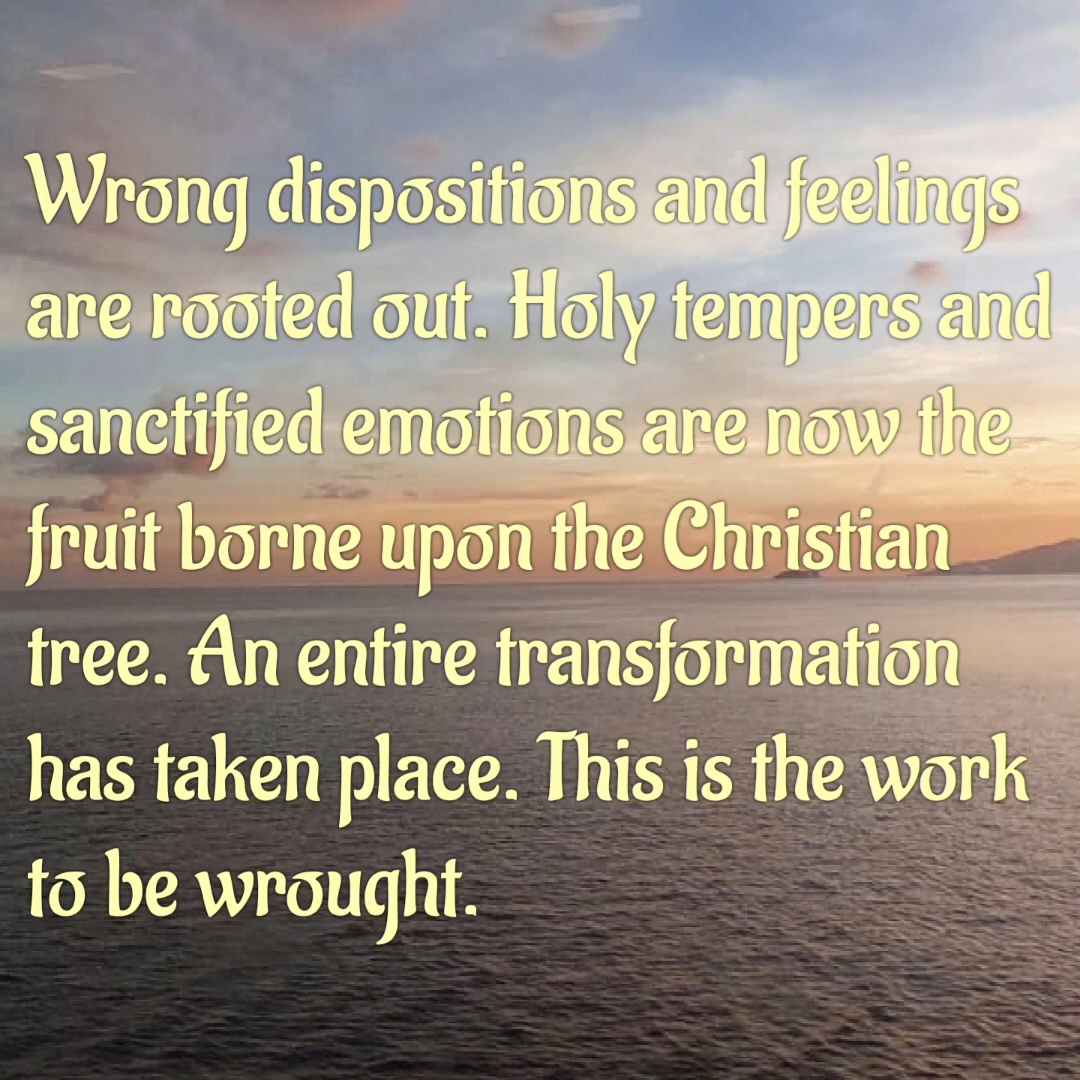 Wrong dispositions and feelings
are rooted out. Holy tempers and
sanctified emotions are now the
fruit borne upon the Christian
tree. An entire transformation
has taken place. This is the work
to be wrought.